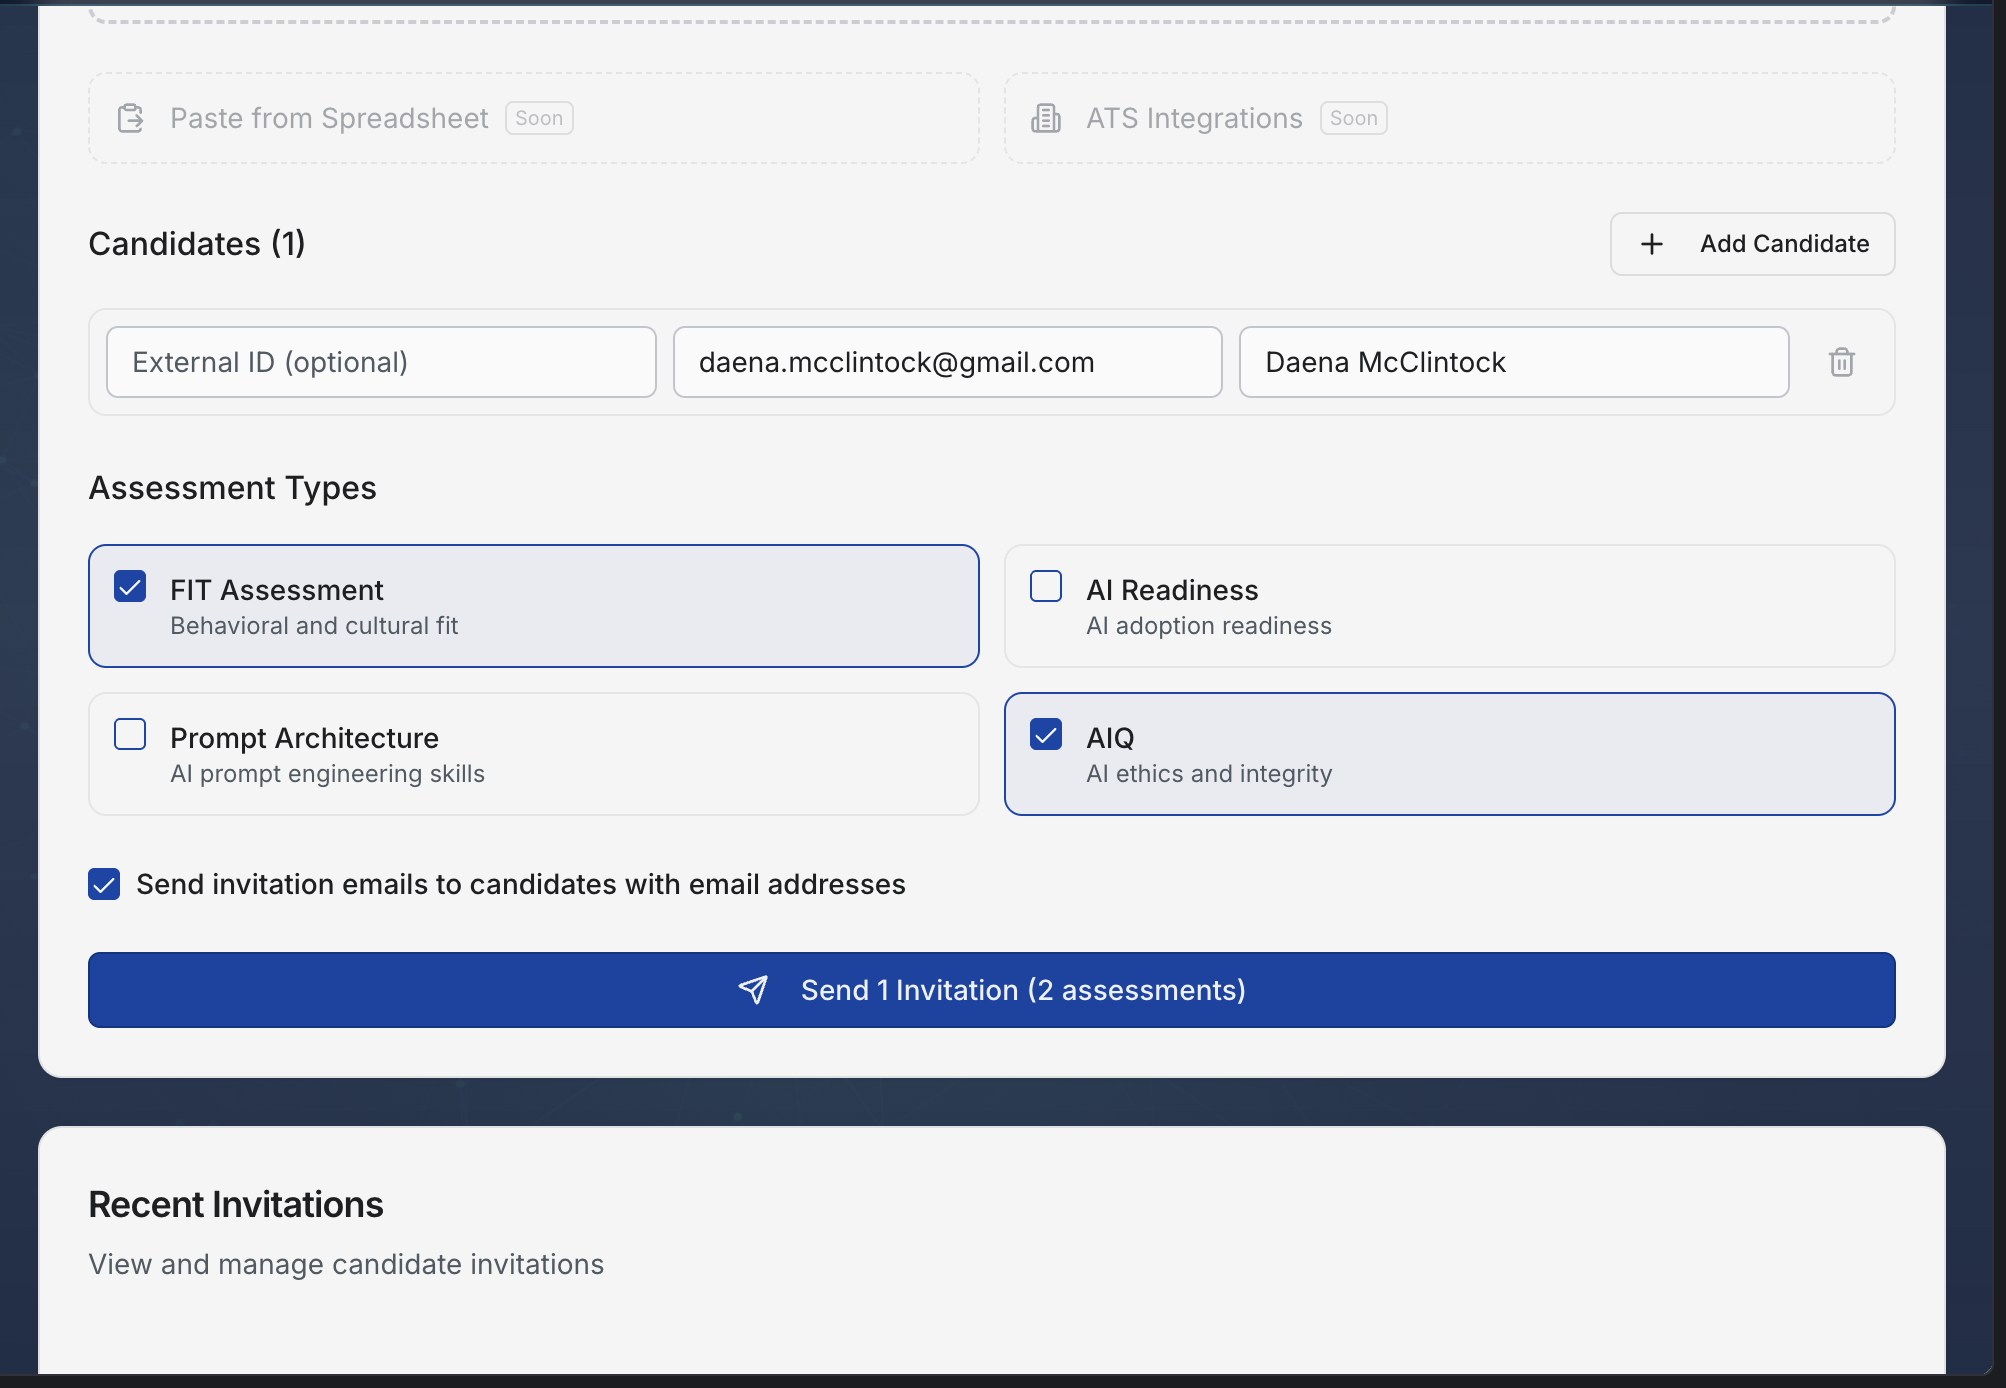 Paste from Spreadsheet Soon
ATS Integrations Soon
Candidates (1)
Add Candidate
External ID (optional)
daena.mcclintock@gmail.com
Daena McClintock
Assessment Types
FIT Assessment
Behavioral and cultural fit
AI Readiness
AI adoption readiness
Prompt Architecture
AI prompt engineering skills
AIQ
AI ethics and integrity
Send invitation emails to candidates with email addresses
Send 1 Invitation (2 assessments)
Recent Invitations
View and manage candidate invitations